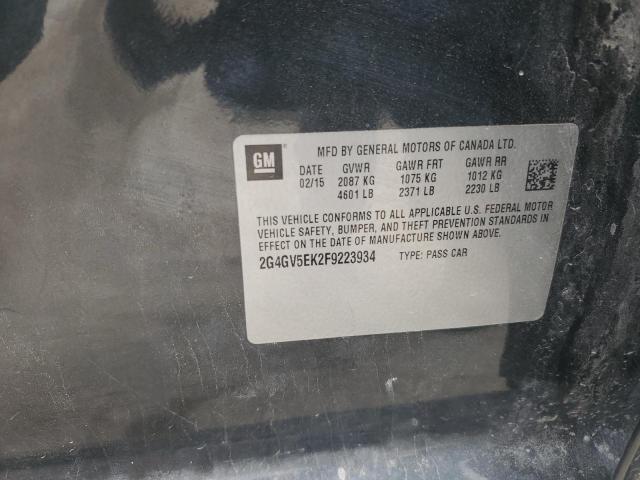 GM
MFD BY GENERAL MOTORS OF CANADA LTD.
DATE GVWR GAWR FRT GAWR RR
02/15 2087 KG 1075 KG 1012 KG
4601 LB 2371 LB 2230 LB
THIS VEHICLE CONFORMS TO ALL APPLICABLE U.S. FEDERAL MOTOR
VEHICLE SAFETY, BUMPER, AND THEFT PREVENTION STANDARDS IN
EFFECT ON THE DATE OF MANUFACTURE SHOWN ABOVE.
2G4GV5EK2F9223934 TYPE: PASS CAR